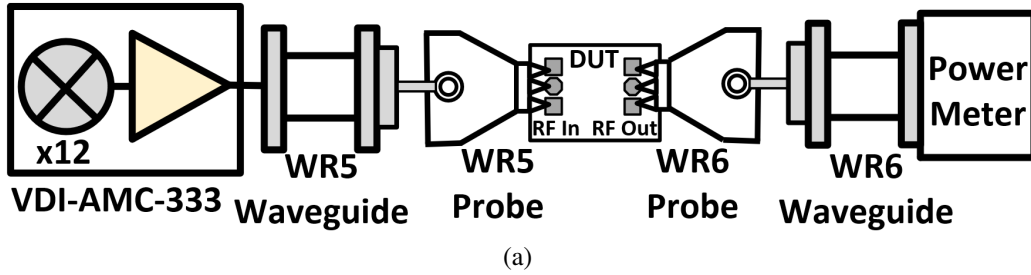 x12
VDI-AMC-333
WR5
Waveguide
WR5
Probe
DUT
RF In RF Out
WR6
Probe
WR6
Waveguide
Power
Meter
(a)